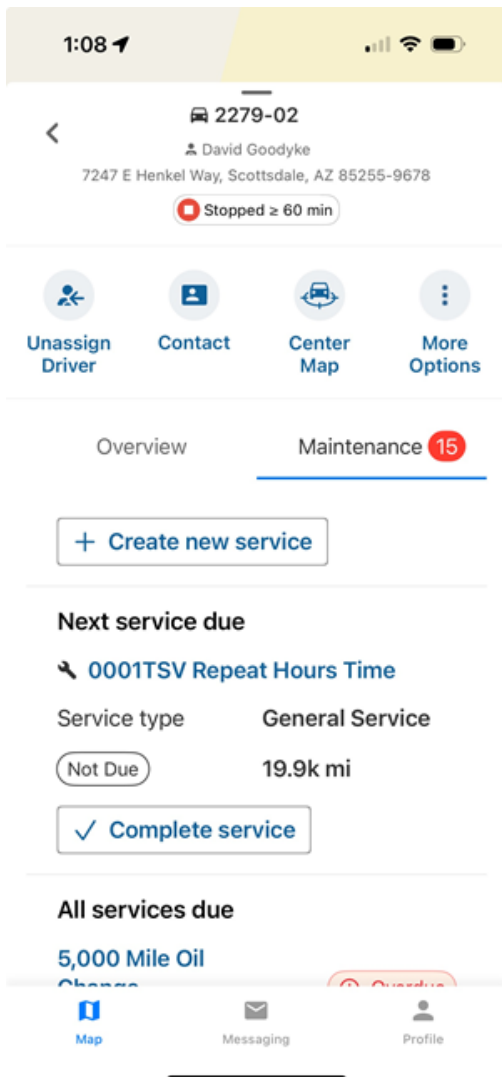 1:08
2279-02
David Goodyke
7247 E Henkel Way, Scottsdale, AZ 85255-9678
Stopped ≥ 60 min
Unassign Driver
Contact
Center Map
More Options
Overview
Maintenance 15
+ Create new service
Next service due
0001TSV Repeat Hours Time
Service type General Service
Not Due 19.9k mi
Complete service
All services due
5,000 Mile Oil
Change Overdue
Map
Messaging
Profile